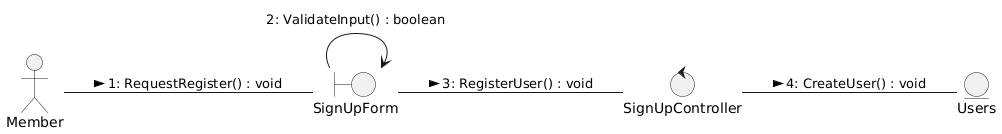 2: ValidateInput() : boolean
1: RequestRegister() : void
3: RegisterUser() : void
4: CreateUser() : void
Member
SignUpForm
SignUpController
Users